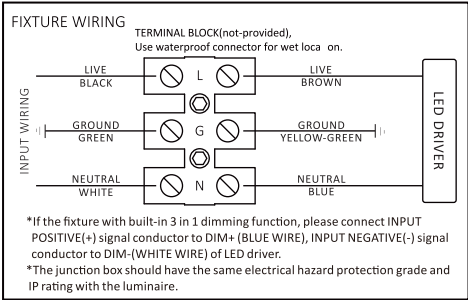 FIXTURE WIRING
TERMINAL BLOCK(not-provided),
Use waterproof connector for wet loca on.
LIVE
BLACK
L
LIVE
BROWN
GROUND
GREEN
G
GROUND
YELLOW-GREEN
NEUTRAL
WHITE
N
NEUTRAL
BLUE
INPUT WIRING
LED DRIVER
*If the fixture with built-in 3 in 1 dimming function, please connect INPUT
POSITIVE(+) signal conductor to DIM+ (BLUE WIRE), INPUT NEGATIVE(-) signal
conductor to DIM-(WHITE WIRE) of LED driver.
*The junction box should have the same electrical hazard protection grade and
IP rating with the luminaire.